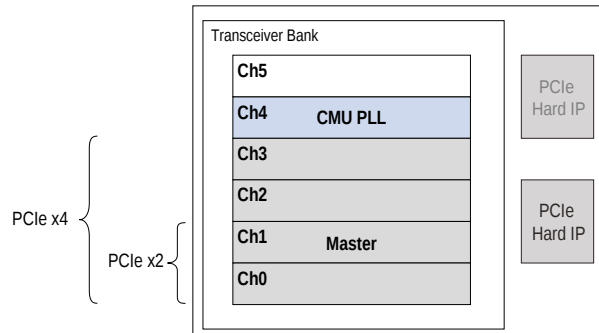 Transceiver Bank
Ch5
Ch4 CMU PLL
Ch3
Ch2
Ch1 Master
Ch0
PCIe x4
PCIe x2
PCIe
Hard IP
PCIe
Hard IP